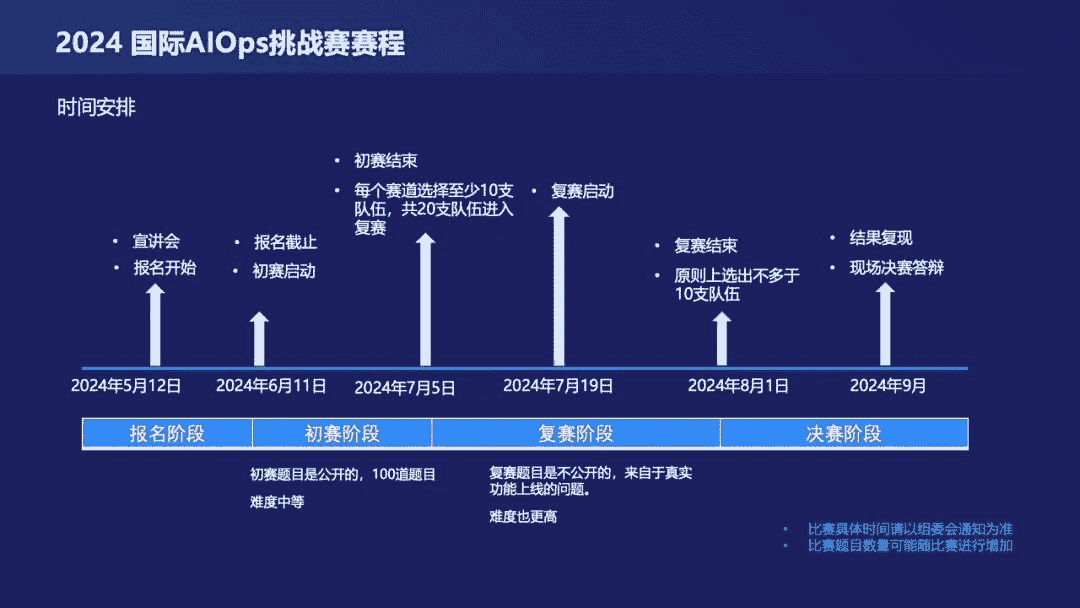 2024 国际AIOps挑战赛赛程
时间安排
• 宣讲会
• 报名开始
• 报名截止
• 初赛启动
• 初赛结束
• 每个赛道选择至少10支
队伍，共20支队伍进入
复赛
• 复赛启动
• 复赛结束
• 原则上选出不多于
10支队伍
• 结果复现
• 现场决赛答辩
2024年5月12日
2024年6月11日
2024年7月5日
2024年7月19日
2024年8月1日
2024年9月
报名阶段
初赛阶段
复赛阶段
决赛阶段
初赛题目是公开的，100道题目
难度中等
复赛题目是不公开的，来自于真实
功能上线的问题。
难度也更高
• 比赛具体时间请以组委会通知为准
• 比赛题目数量可能随比赛进行增加